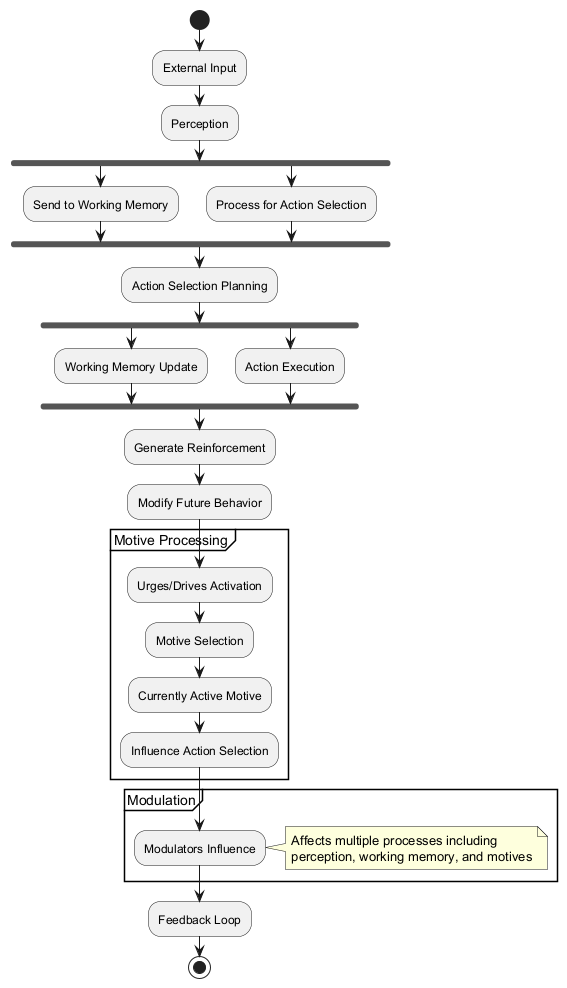 External Input
Perception
Send to Working Memory
Process for Action Selection
Action Selection Planning
Working Memory Update
Action Execution
Generate Reinforcement
Modify Future Behavior
Motive Processing
Urges/Drives Activation
Motive Selection
Currently Active Motive
Influence Action Selection
Modulation
Modulators Influence
Affects multiple processes including
perception, working memory, and motives
Feedback Loop